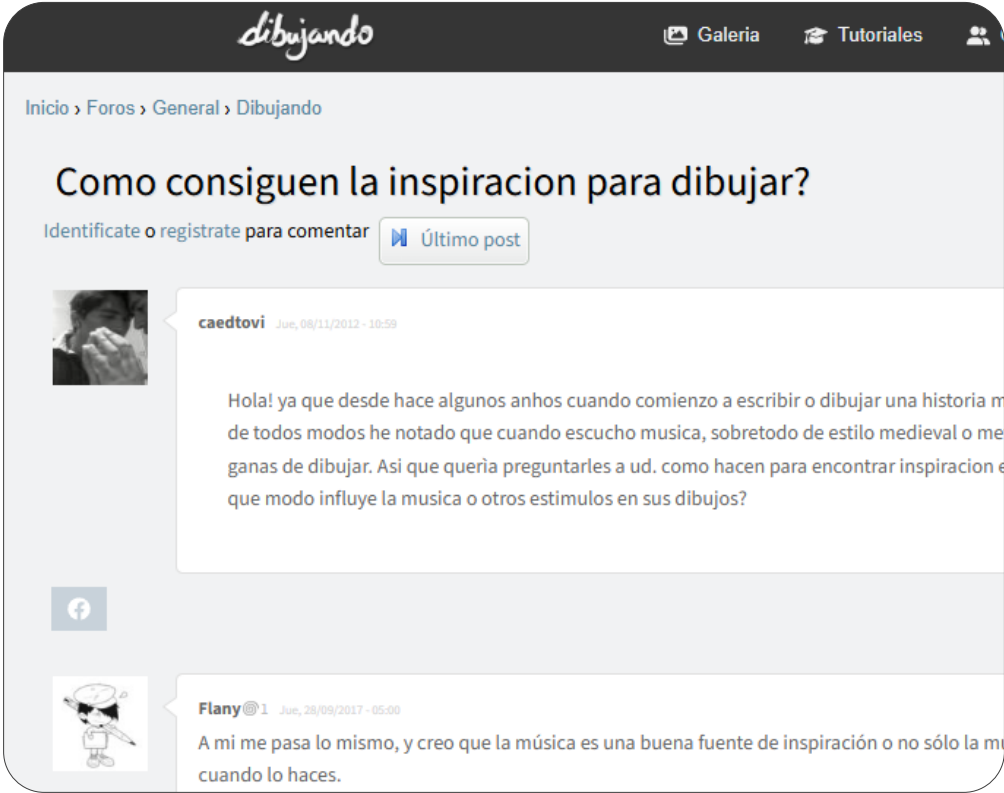 dibujando
Galeria
Tutoriales
Inicio › Foros › General › Dibujando
Como consiguen la inspiracion para dibujar?
Identificate o registrate para comentar
Último post
caedtovi Jue, 08/11/2012 - 10:59
Hola! ya que desde hace algunos anhos cuando comienzo a escribir o dibujar una historia
de todos modos he notado que cuando escucho musica, sobretodo de estilo medieval o me
ganas de dibujar. Asi que querìa preguntarles a ud. como hacen para encontrar inspiracion
que modo influye la musica o otros estimulos en sus dibujos?
Flany@1 Jue, 28/09/2017 - 05:00
A mi me pasa lo mismo, y creo que la música es una buena fuente de inspiración o no sólo la
cuando lo haces.